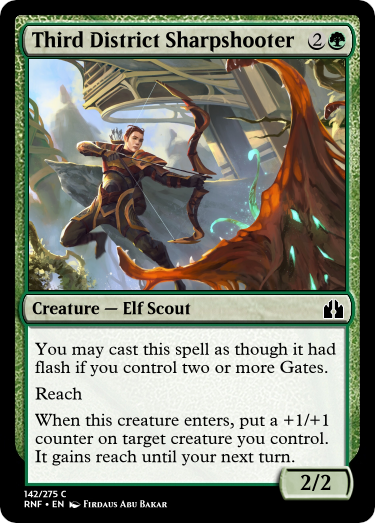 Third District Sharpshooter 2
Creature — Elf Scout
You may cast this spell as though it had
flash if you control two or more Gates.
Reach
When this creature enters, put a +1/+1
counter on target creature you control.
It gains reach until your next turn.
2/2
142/275 C
RNF • EN Firdaus Abu Bakar